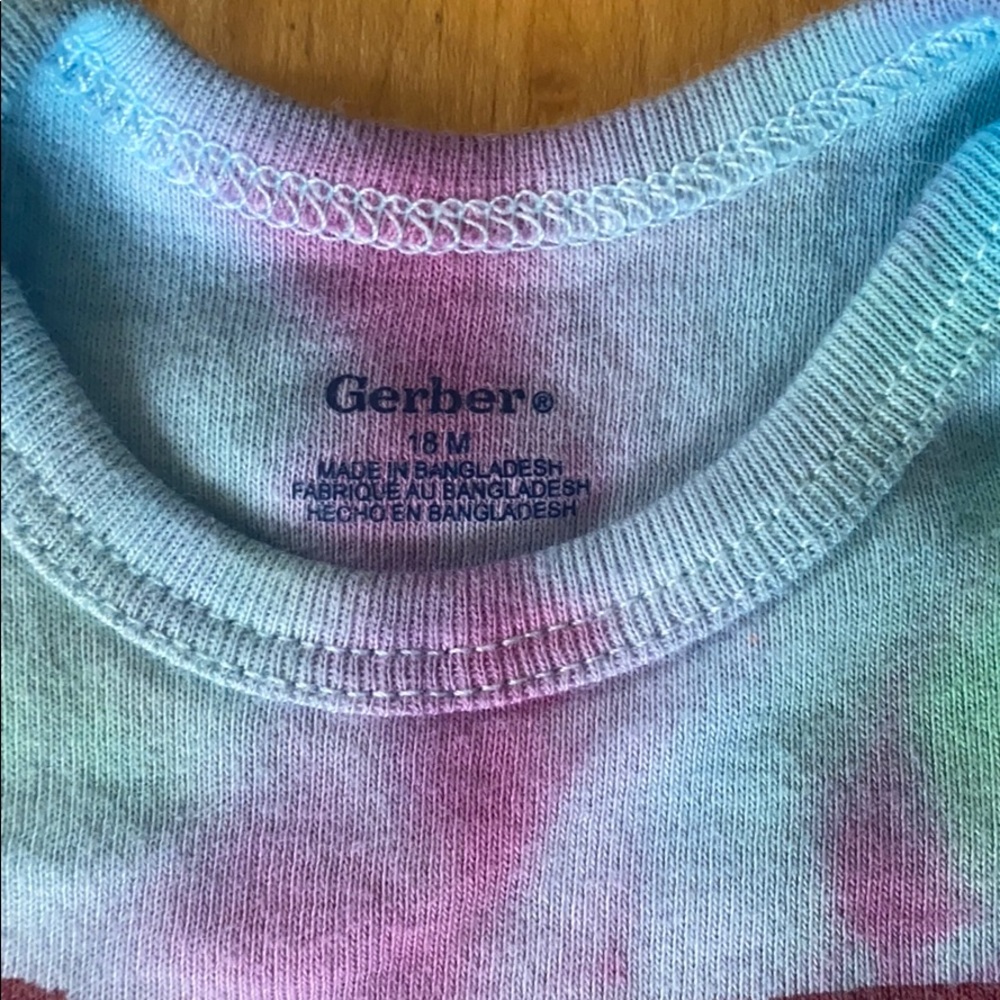 Gerber®
18 M
MADE IN BANGLADESH
FABRIQUE AU BANGLADESH
HECHO EN BANGLADESH